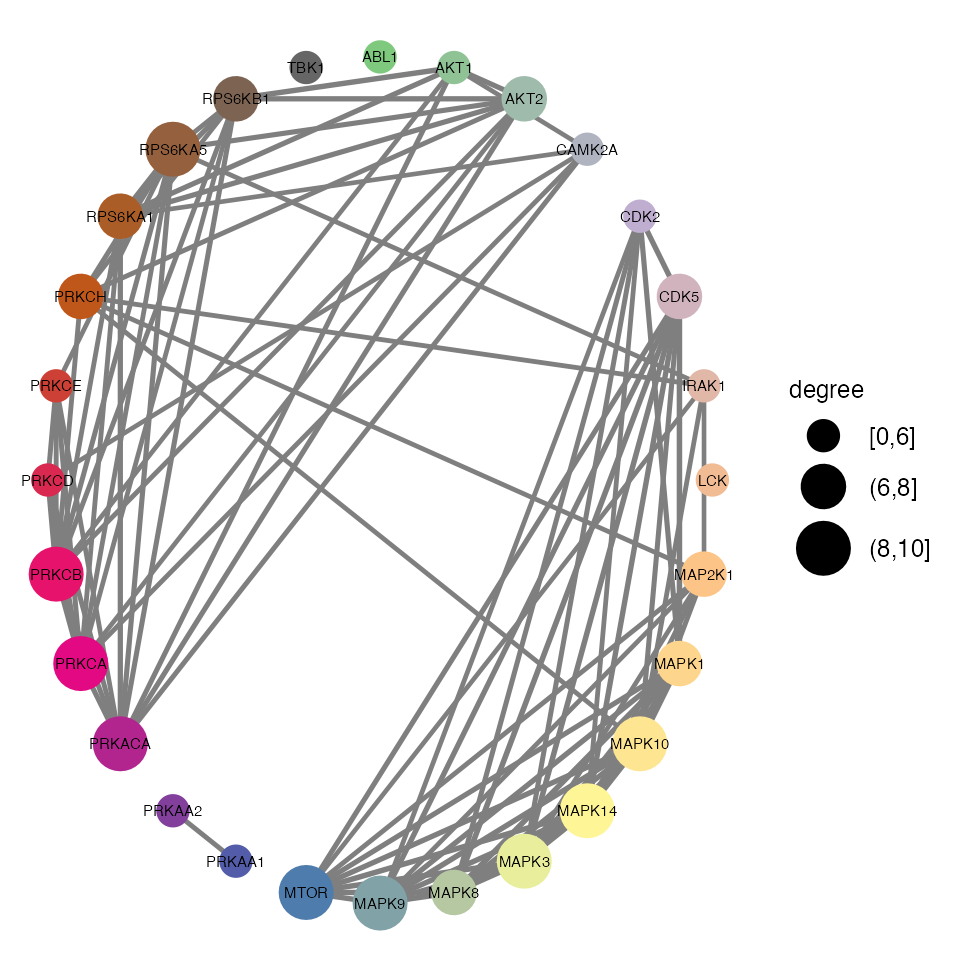 ABL1
TBK1
AKT1
RPS6KB1
AKT2
RPS6KA5
CAMK2A
RPS6KA1
CDK2
PRKCH
CDK5
PRKCE
IRAK1
degree
[0,6]
PRKCD
LCK
(6,8]
(8,10]
PRKCB
MAP2K1
PRKCA
MAPK1
PRKACA
MAPK10
PRKAA2
MAPK14
PRKAA1
MAPK3
MTOR
MAPK8
MAPK9